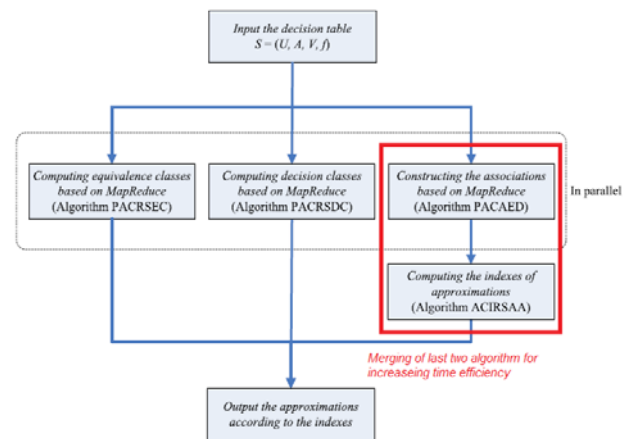 Input the decision table
S = (U, A, V, f)
Computing equivalence classes
based on MapReduce
(Algorithm PACRSEC)
Computing decision classes
based on MapReduce
(Algorithm PACRSDC)
Constructing the associations
based on MapReduce
(Algorithm PACAED)
In parallel
Computing the indexes of
approximations
(Algorithm ACIRSAA)
Merging of last two algorithm for
increaseing time efficiency
Output the approximations
according to the indexes